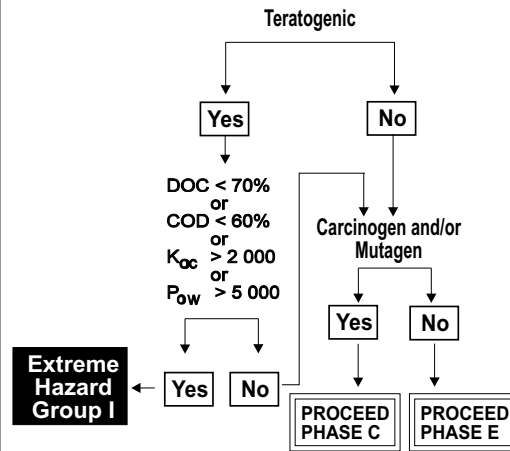 Teratogenic
Yes
No
DOC < 70%
or
COD < 60%
or
Koc > 2 000
or
Pow > 5 000
Carcinogen and/or
Mutagen
Yes
No
Extreme
Hazard
Group I
Yes
No
PROCEED
PHASE C
PROCEED
PHASE E